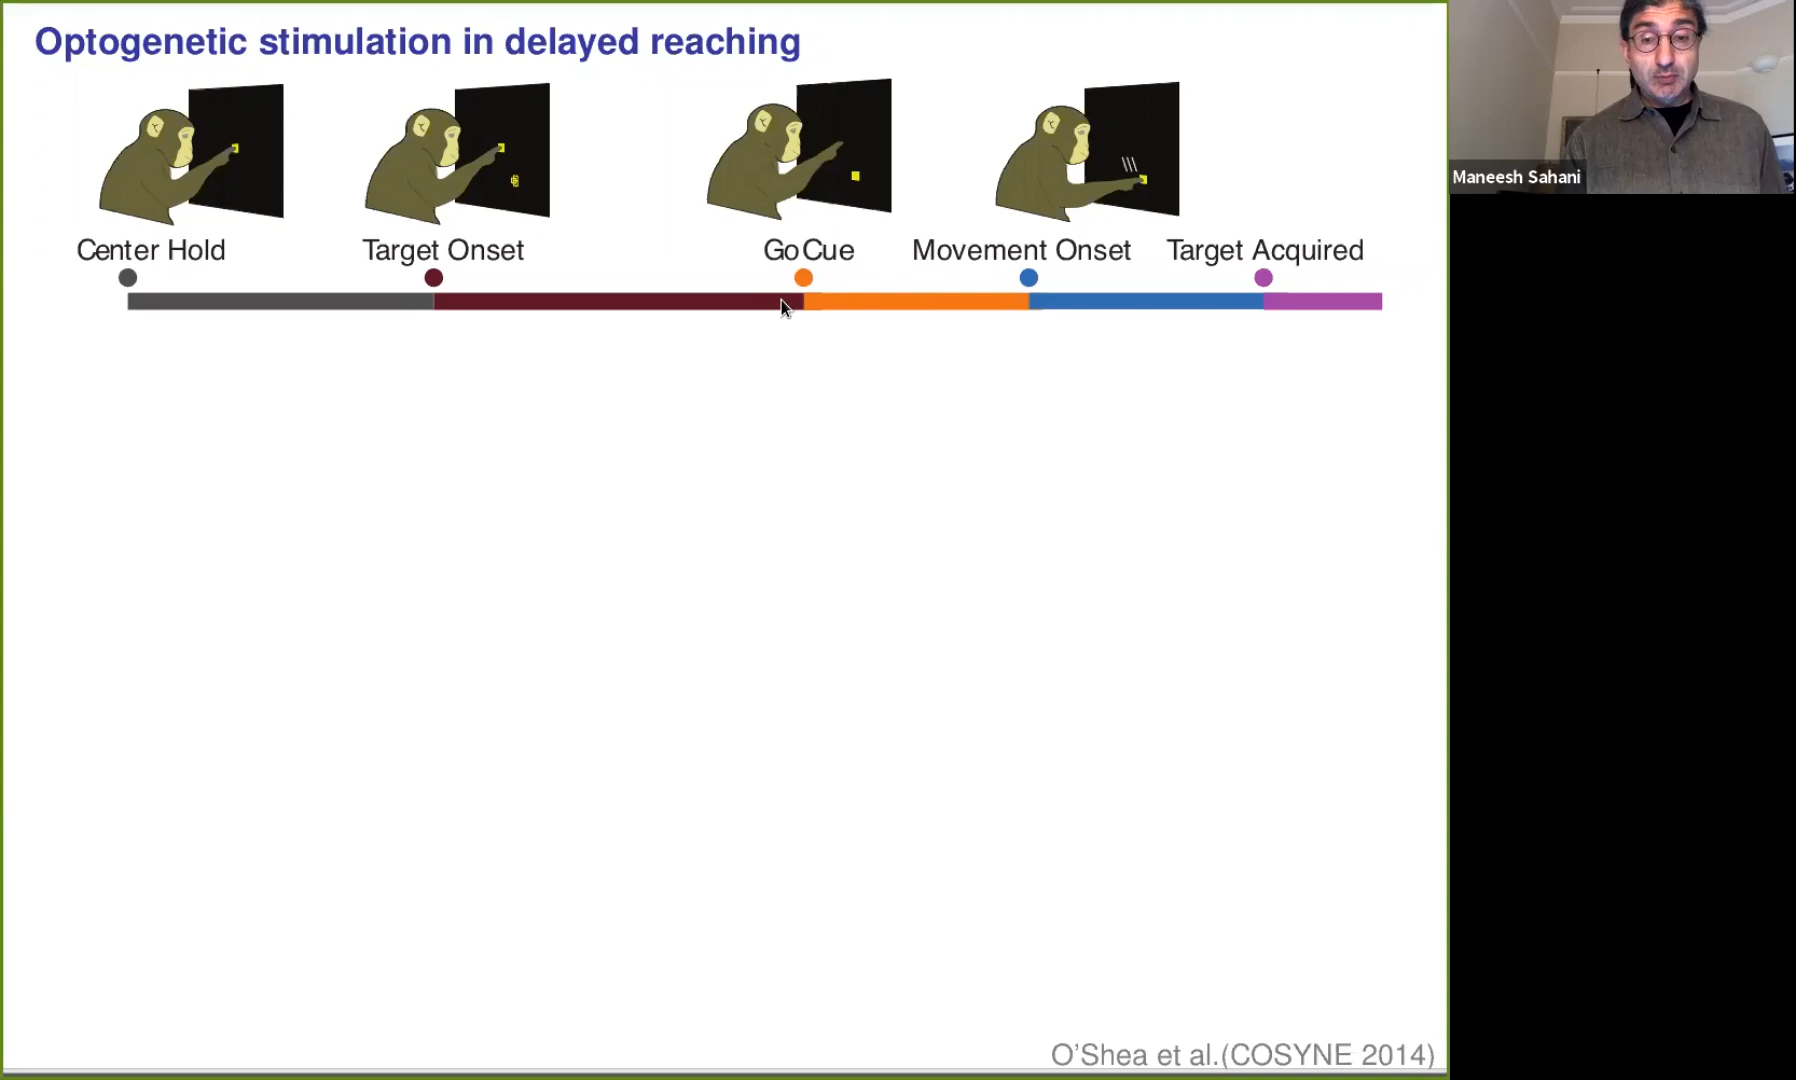 Optogenetic stimulation in delayed reaching
Maneesh Sahani
Center Hold
Target Onset
Go Cue
Movement Onset
Target Acquired
O'Shea et al.(COSYNE 2014)